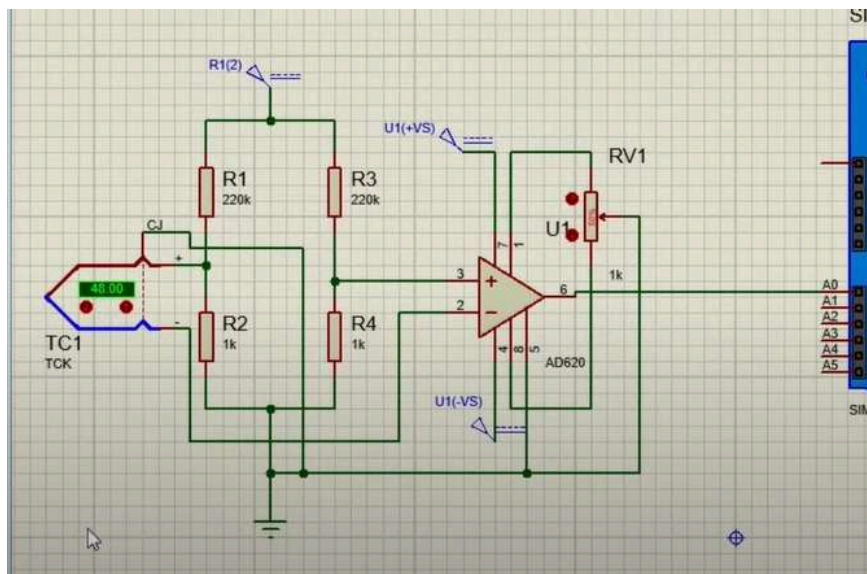 SI
R1(2)
U1(+VS)
RV1
R1
220k
R3
220k
CJ
U1
7
1
+
48.00
3
+
1k
6
A0
2
−
A1
R2
1k
R4
1k
A2
-
A3
TC1
TCK
4
8
5
AD620
A4
A5
U1(-VS)
SIM